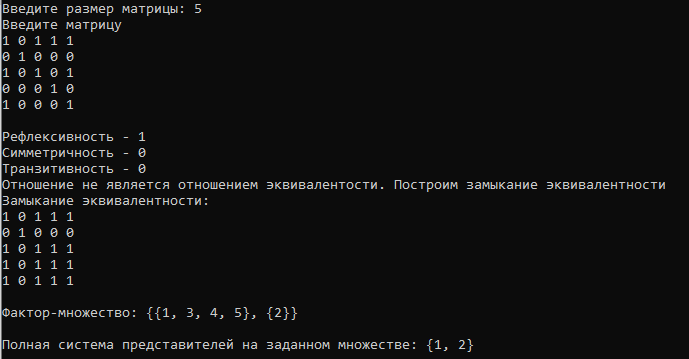 Введите размер матрицы: 5
Введите матрицу
1 0 1 1 1
0 1 0 0 0
1 0 1 0 1
0 0 0 1 0
1 0 0 0 1
Рефлексивность - 1
Симметричность - 0
Транзитивность - 0
Отношение не является отношением эквивалентости. Построим замыкание эквивалентности
Замыкание эквивалентности:
1 0 1 1 1
0 1 0 0 0
1 0 1 1 1
1 0 1 1 1
1 0 1 1 1
Фактор-множество: {{1, 3, 4, 5}, {2}}
Полная система представителей на заданном множестве: {1, 2}